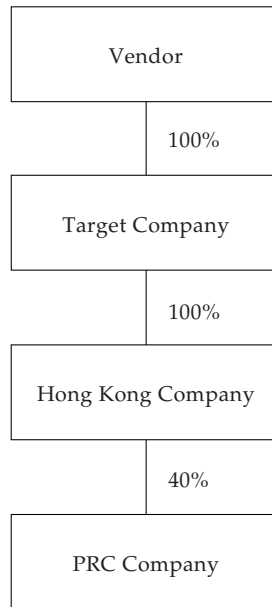 Vendor
100%
Target Company
100%
Hong Kong Company
40%
PRC Company